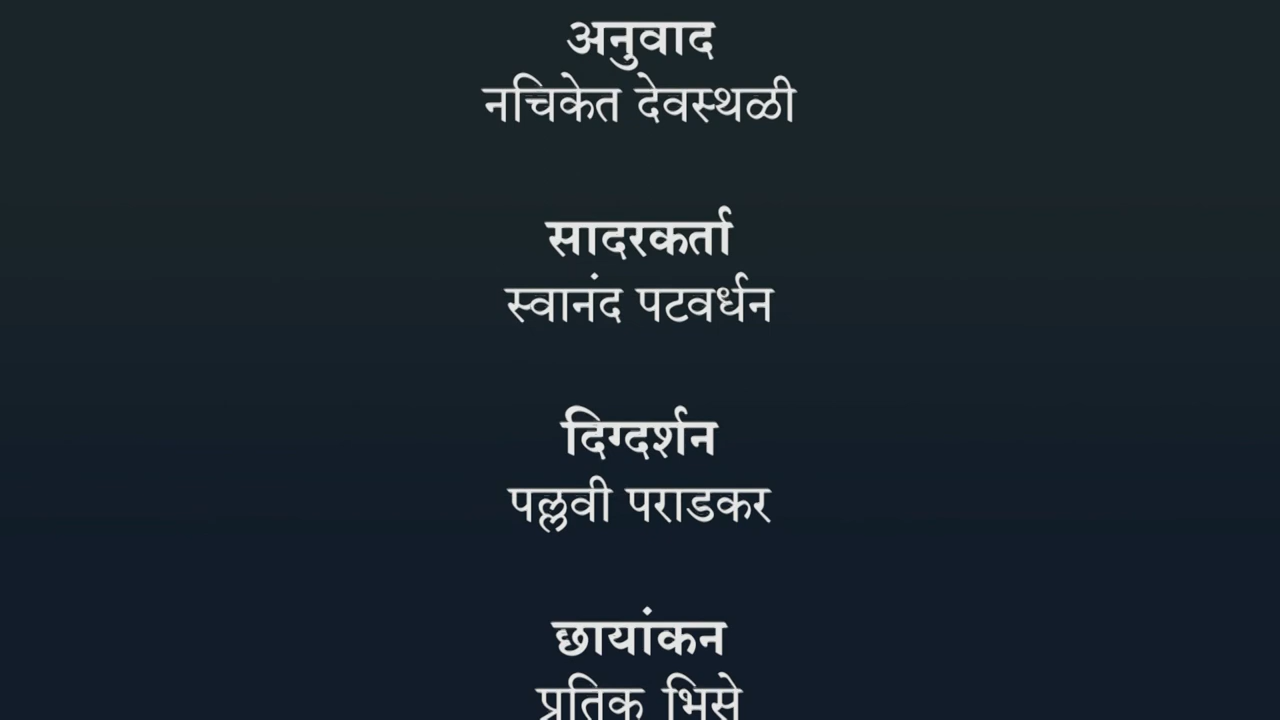 अनुवाद
नचिकेत देवस्थळी
सादरकर्ता
स्वानंद पटवर्धन
दिग्दर्शन
पल्लवी पराडकर
छायांकन
प्रतिक भिसे